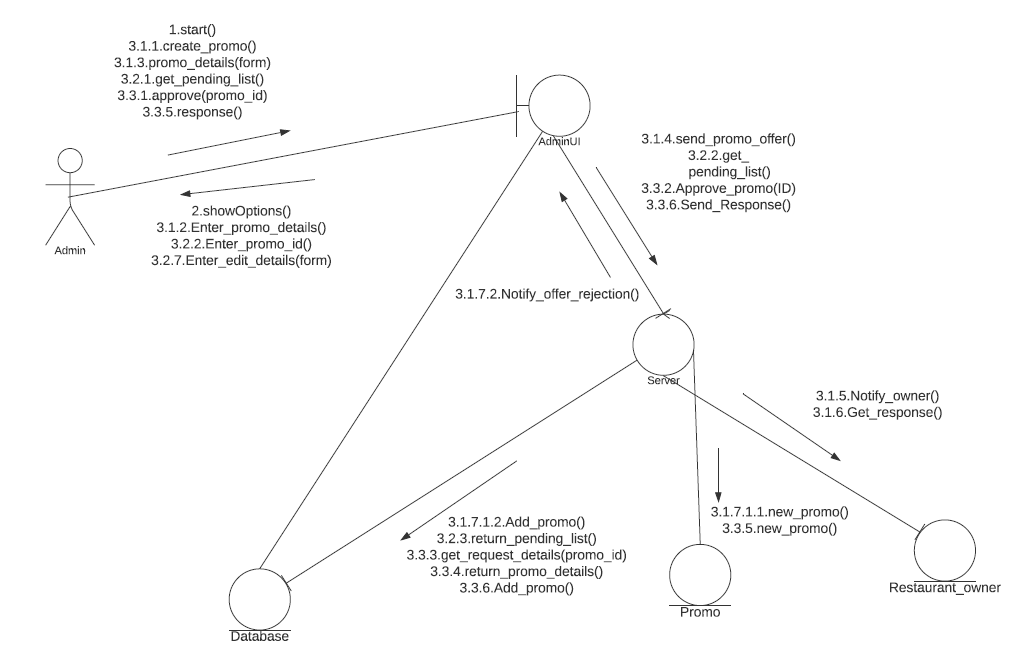 1.start()
3.1.1.create_promo()
3.1.3.promo_details(form)
3.2.1.get_pending_list()
3.3.1.approve(promo_id)
3.3.5.response()
AdminUI
3.1.4.send_promo_offer()
3.2.2.get_
pending_list()
3.3.2.Approve_promo(ID)
3.3.6.Send_Response()
Admin
2.showOptions()
3.1.2.Enter_promo_details()
3.2.2.Enter_promo_id()
3.2.7.Enter_edit_details(form)
3.1.7.2.Notify_offer_rejection()
Server
3.1.5.Notify_owner()
3.1.6.Get_response()
3.1.7.1.2.Add_promo()
3.2.3.return_pending_list()
3.3.3.get_request_details(promo_id)
3.3.4.return_promo_details()
3.3.6.Add_promo()
3.1.7.1.1.new_promo()
3.3.5.new_promo()
Restaurant_owner
Promo
Database